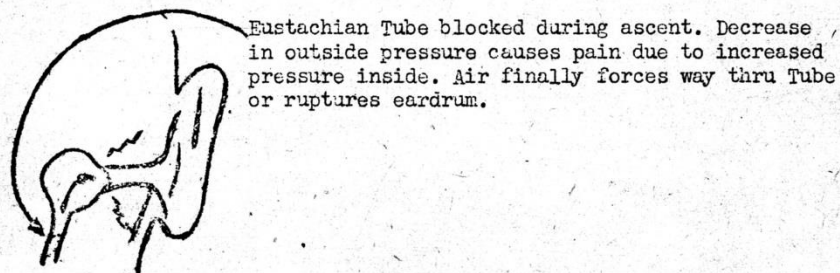 Eustachian Tube blocked during ascent. Decrease
in outside pressure causes pain due to increased
pressure inside. Air finally forces way thru Tube
or ruptures eardrum.